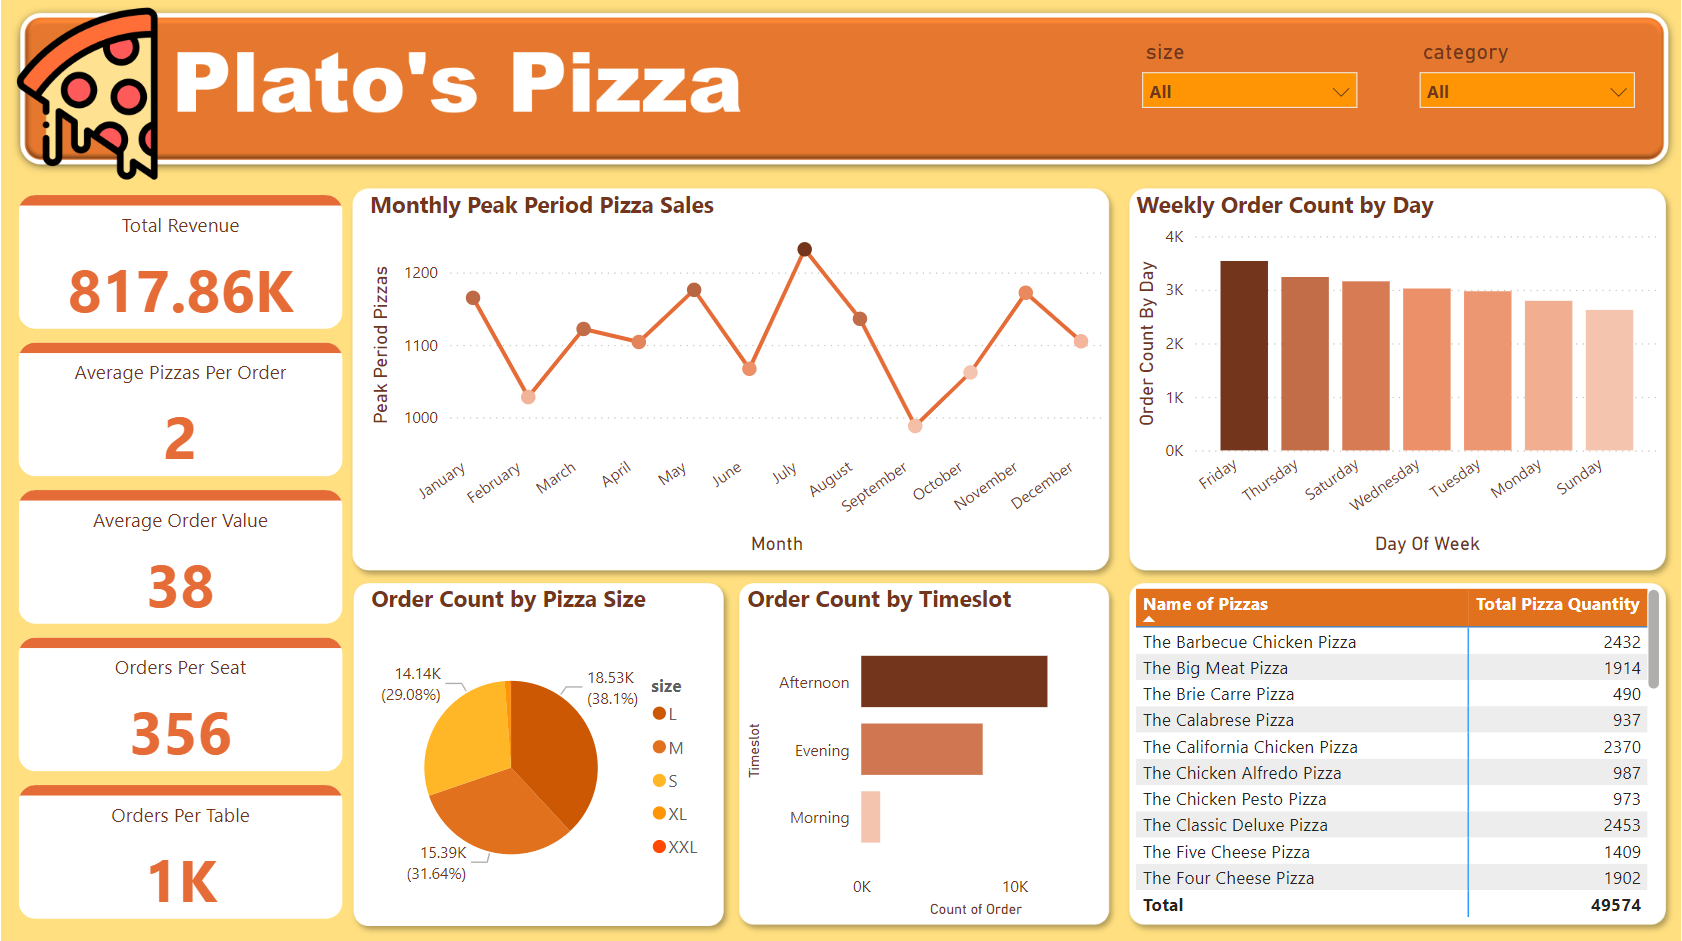 Plato's Pizza
size
All
category
All
Total Revenue
817.86K
Average Pizzas Per Order
2
Average Order Value
38
Orders Per Seat
356
Orders Per Table
1K
Monthly Peak Period Pizza Sales
Peak Period Pizzas
1200
1100
1000
January
February
March
April
May
June
July
August
September
October
November
December
Month
Weekly Order Count by Day
Order Count By Day
4K
3K
2K
1K
0K
Friday
Thursday
Saturday
Wednesday
Tuesday
Monday
Sunday
Day Of Week
Order Count by Pizza Size
14.14K
(29.08%)
18.53K
(38.1%)
15.39K
(31.64%)
size
L
M
S
XL
XXL
Order Count by Timeslot
Timeslot
Afternoon
Evening
Morning
0K
10K
Count of Order
Name of Pizzas Total Pizza Quantity
The Barbecue Chicken Pizza 2432
The Big Meat Pizza 1914
The Brie Carre Pizza 490
The Calabrese Pizza 937
The California Chicken Pizza 2370
The Chicken Alfredo Pizza 987
The Chicken Pesto Pizza 973
The Classic Deluxe Pizza 2453
The Five Cheese Pizza 1409
The Four Cheese Pizza 1902
Total 49574